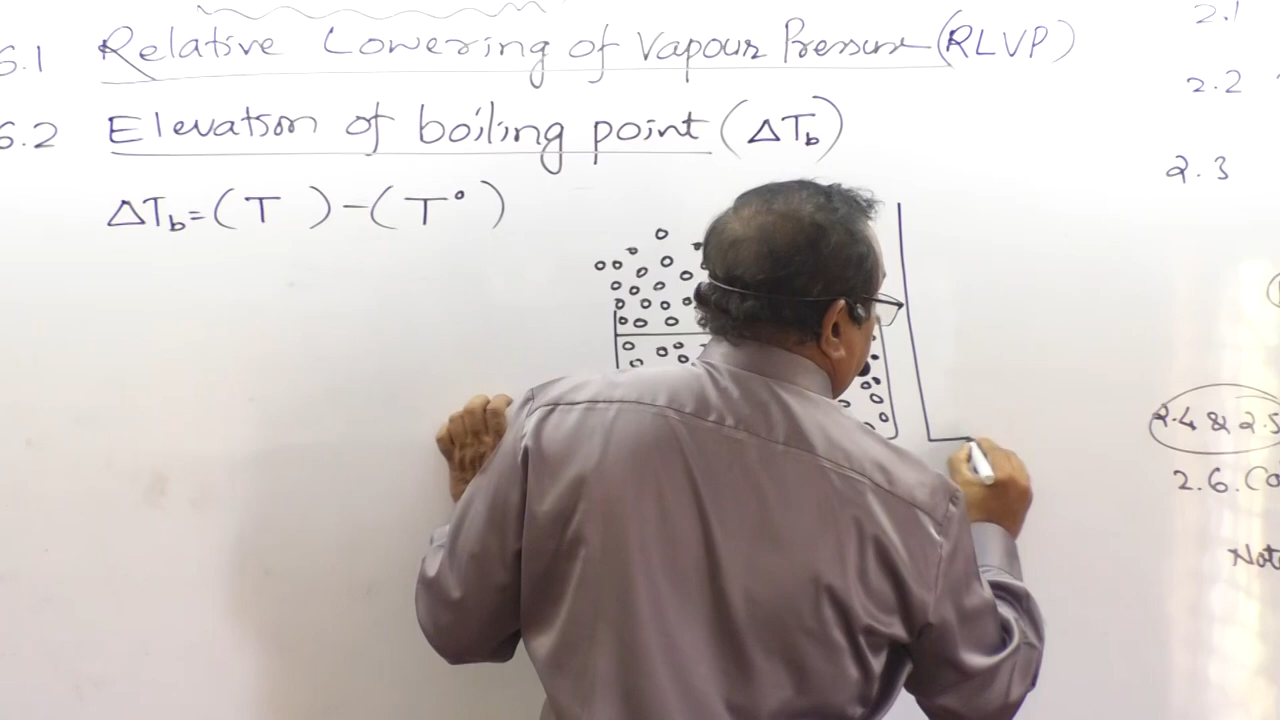 6.1 Relative Lowering of Vapour Pressure (RLVP)
6.2 Elevation of boiling point (ΔTb)
ΔTb = (T ) - (T° )
2.1
2.2
2.3
2.4 & 2.5
2.6. Co
Not